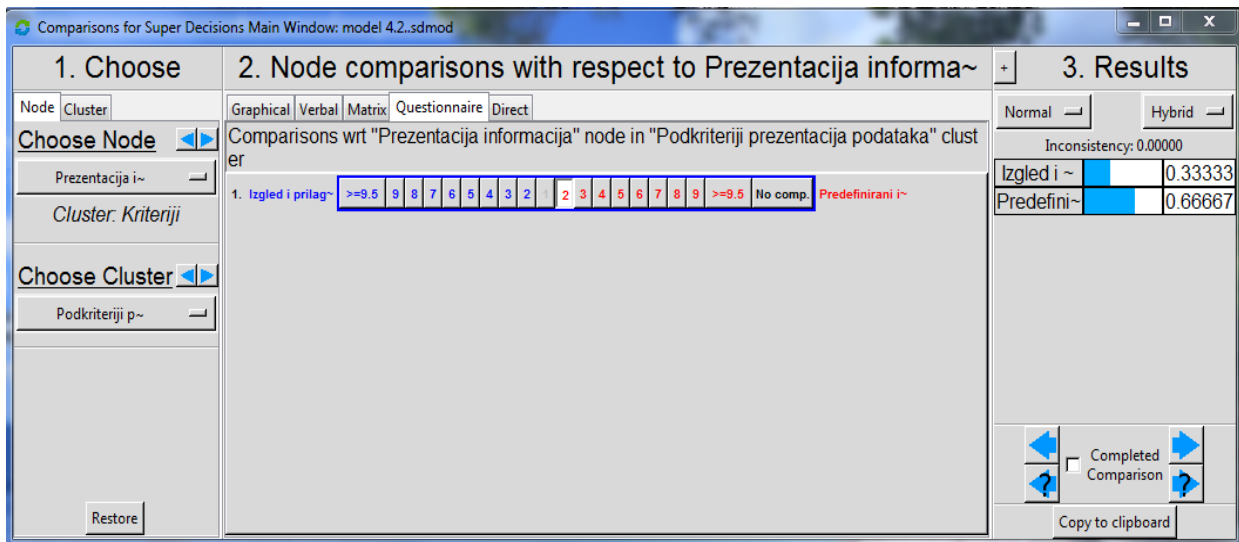 Comparisons for Super Decisions Main Window: model 4.2..sdmod
1. Choose
2. Node comparisons with respect to Prezentacija informa~
+ 3. Results
Node Cluster
Graphical Verbal Matrix Questionnaire Direct
Normal Hybrid
Choose Node
Comparisons wrt "Prezentacija informacija" node in "Podkriteriji prezentacija podataka" clust
er
Inconsistency: 0.00000
Prezentacija i~
1. Izgled i prilag~ >=9.5 9 8 7 6 5 4 3 2 1 2 3 4 5 6 7 8 9 >=9.5 No comp. Predefinirani i~
Izgled i ~ 0.33333
Predefini~ 0.66667
Cluster: Kriteriji
Choose Cluster
Podkriteriji p~
Restore
Completed
Comparison
? ?
Copy to clipboard